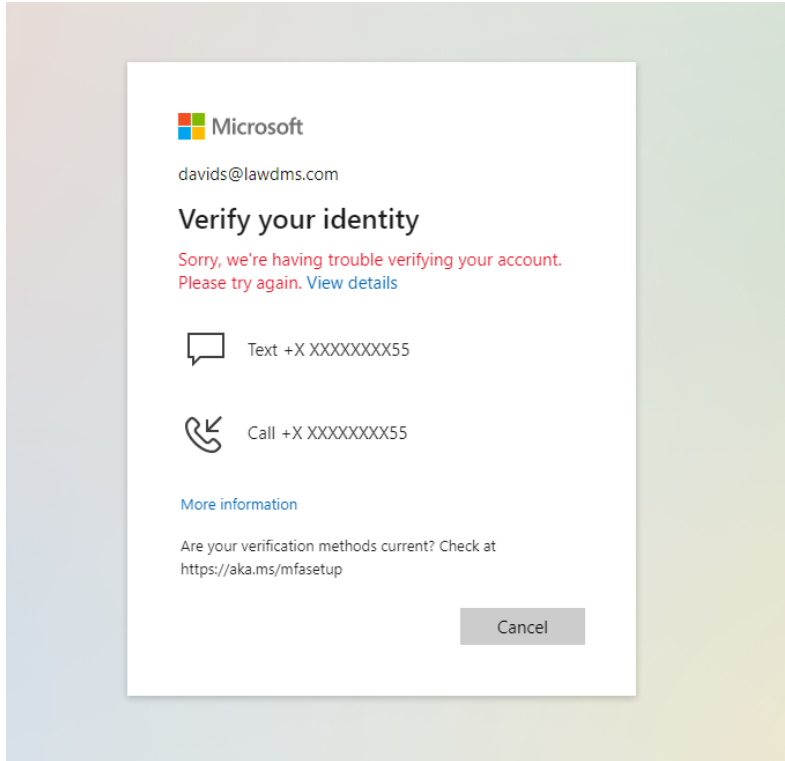 Microsoft
davids@lawdms.com
Verify your identity
Sorry, we're having trouble verifying your account.
Please try again. View details
Text +X XXXXXXXX55
Call +X XXXXXXXX55
More information
Are your verification methods current? Check at
https://aka.ms/mfasetup
Cancel